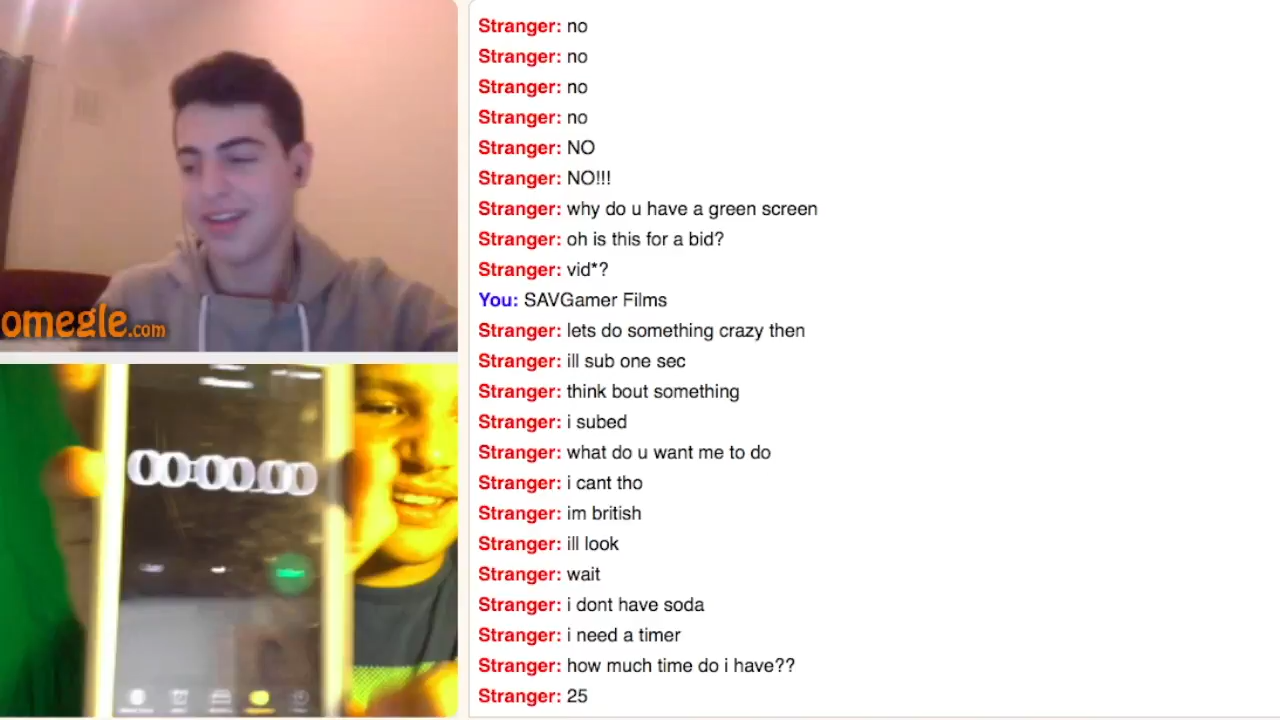 omegle.com
00:00.00
Stranger: no
Stranger: no
Stranger: no
Stranger: no
Stranger: NO
Stranger: NO!!!
Stranger: why do u have a green screen
Stranger: oh is this for a bid?
Stranger: vid*?
You: SAVGamer Films
Stranger: lets do something crazy then
Stranger: ill sub one sec
Stranger: think bout something
Stranger: i subed
Stranger: what do u want me to do
Stranger: i cant tho
Stranger: im british
Stranger: ill look
Stranger: wait
Stranger: i dont have soda
Stranger: i need a timer
Stranger: how much time do i have??
Stranger: 25